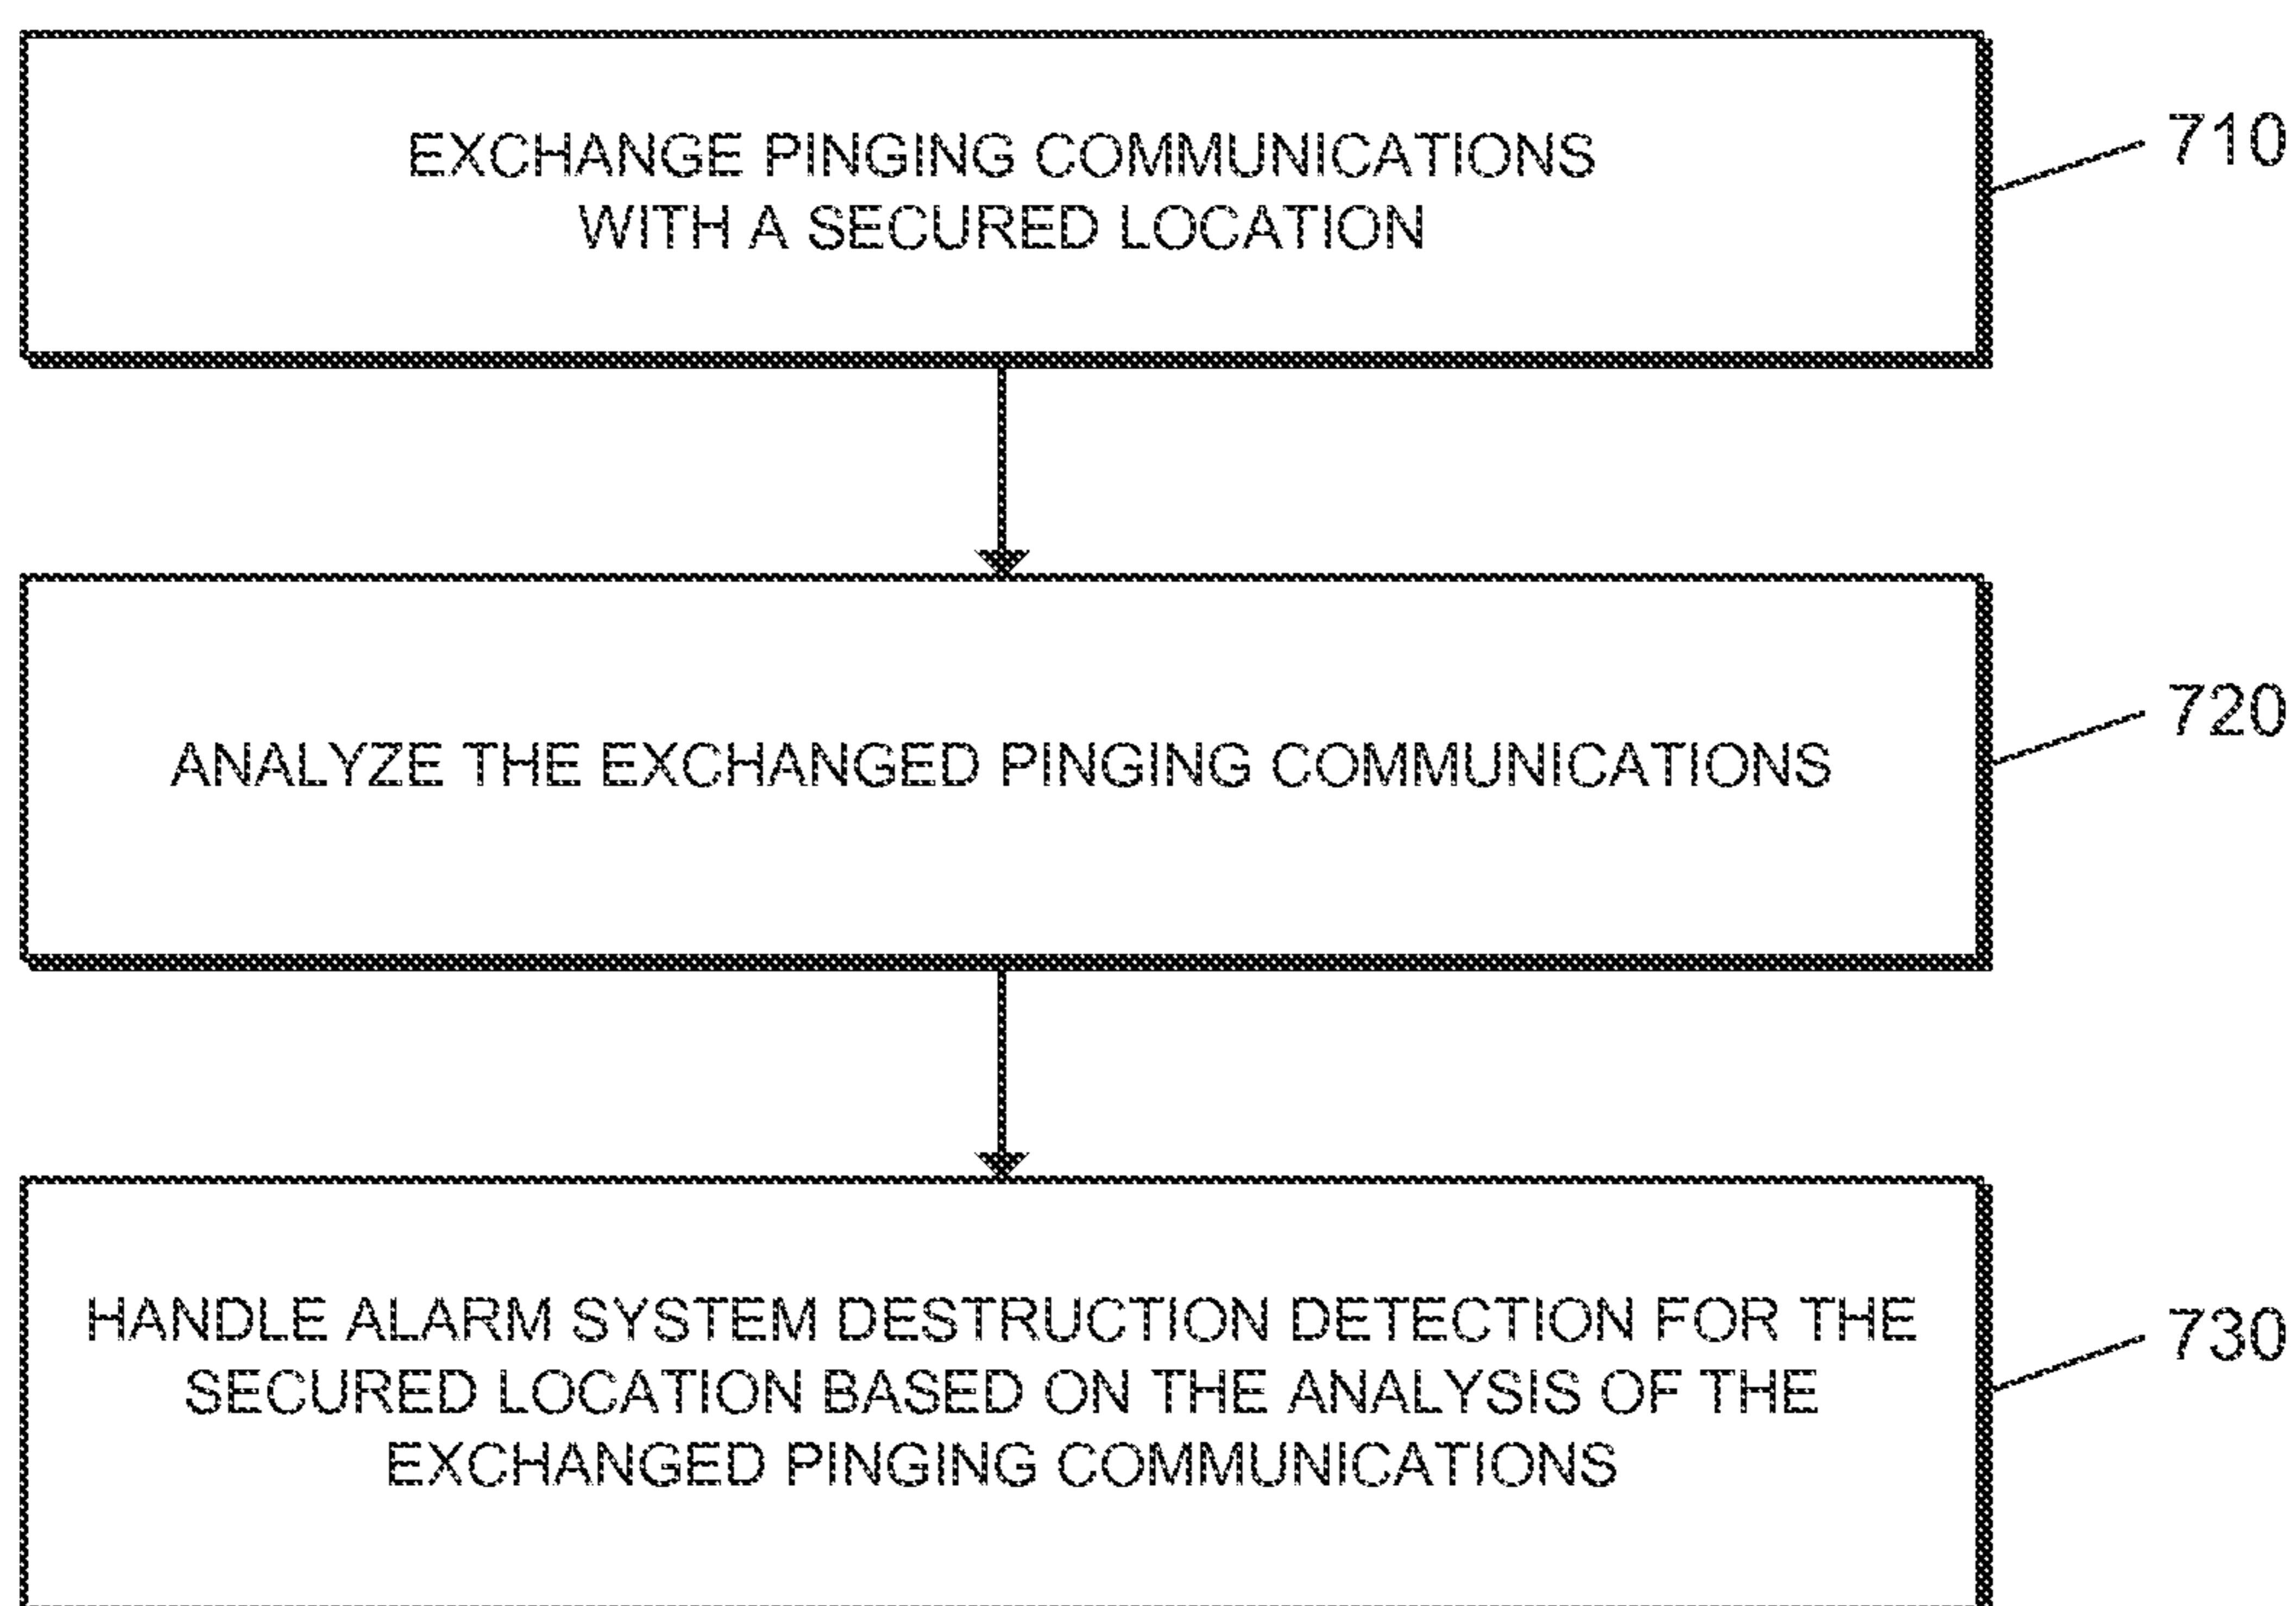 EXCHANGE PINGING COMMUNICATIONS
WITH A SECURED LOCATION
710
ANALYZE THE EXCHANGED PINGING COMMUNICATIONS
720
HANDLE ALARM SYSTEM DESTRUCTION DETECTION FOR THE
SECURED LOCATION BASED ON THE ANALYSIS OF THE
EXCHANGED PINGING COMMUNICATIONS
730